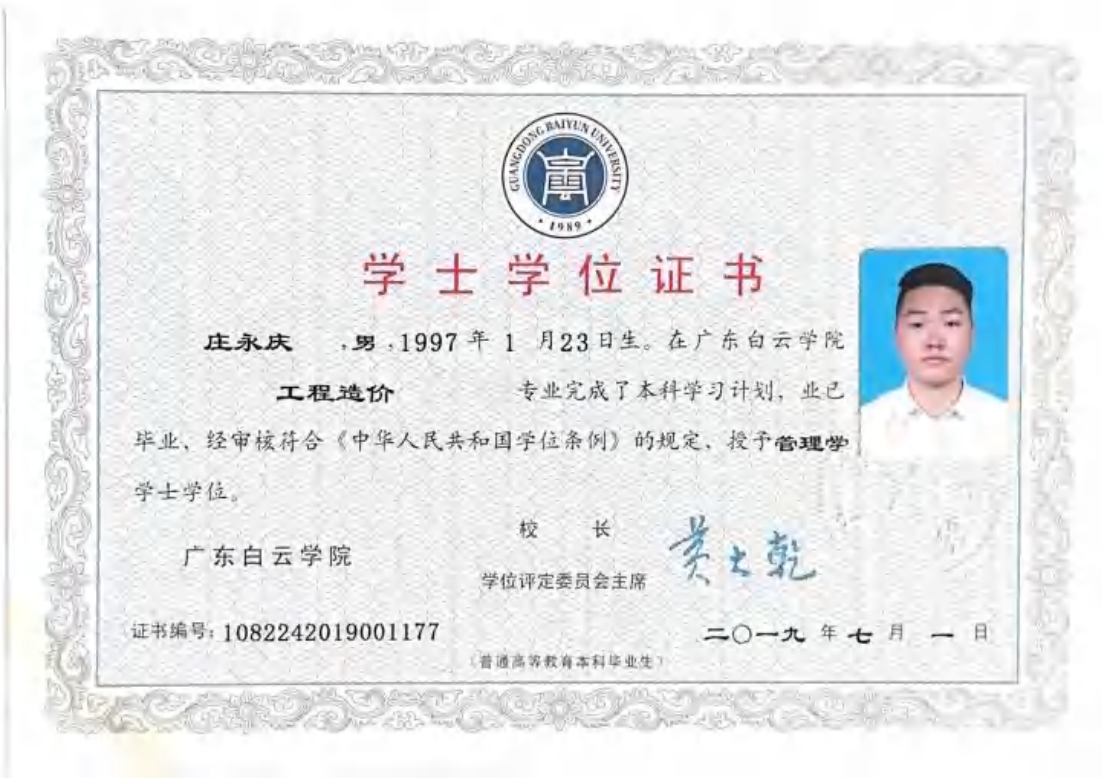 GUANGDONG BAIYUN UNIVERSITY
· 1989 ·
学士学位证书
庄永庆 ,男,1997年1月23日生。在广东白云学院
工程造价 专业完成了本科学习计划,业已
毕业、经审核符合《中华人民共和国学位条例》的规定、授予管理学
学士学位。
校 长
广东白云学院
学位评定委员会主席
证书编号:1082242019001177
二〇一九年七月一日
(普通高等教育本科毕业生)